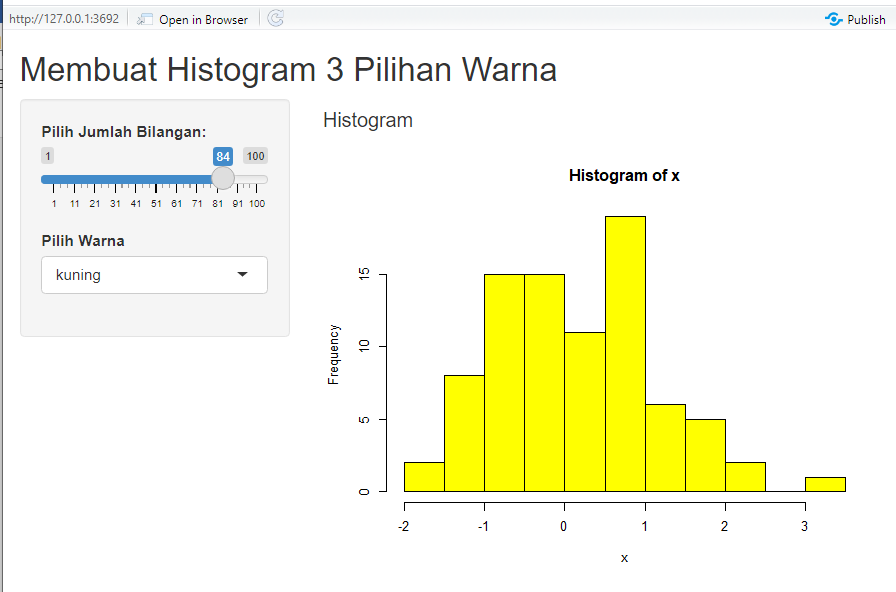 http://127.0.0.1:3692 Open in Browser Publish
Membuat Histogram 3 Pilihan Warna
Pilih Jumlah Bilangan:
1 84 100
1 11 21 31 41 51 61 71 81 91 100
Pilih Warna
kuning
Histogram
Histogram of x
Frequency
15
10
5
0
-2 -1 0 1 2 3
x